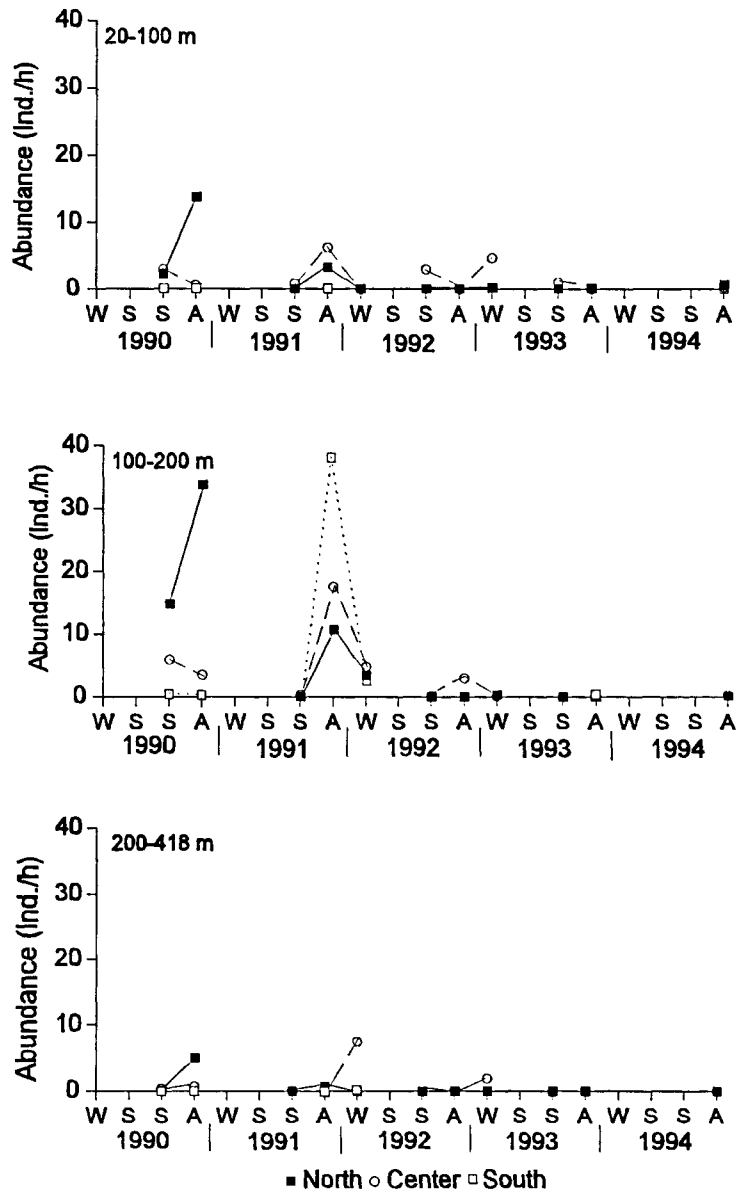 40
20-100 m
30
20
10
0
Abundance (Ind./h)
W S S A W S S A W S S A W S S A W S S A
1990 | 1991 | 1992 | 1993 | 1994
40
100-200 m
30
20
10
0
Abundance (Ind./h)
W S S A W S S A W S S A W S S A W S S A
1990 | 1991 | 1992 | 1993 | 1994
40
200-418 m
30
20
10
0
Abundance (Ind./h)
W S S A W S S A W S S A W S S A W S S A
1990 | 1991 | 1992 | 1993 | 1994
■ North ○ Center □ South